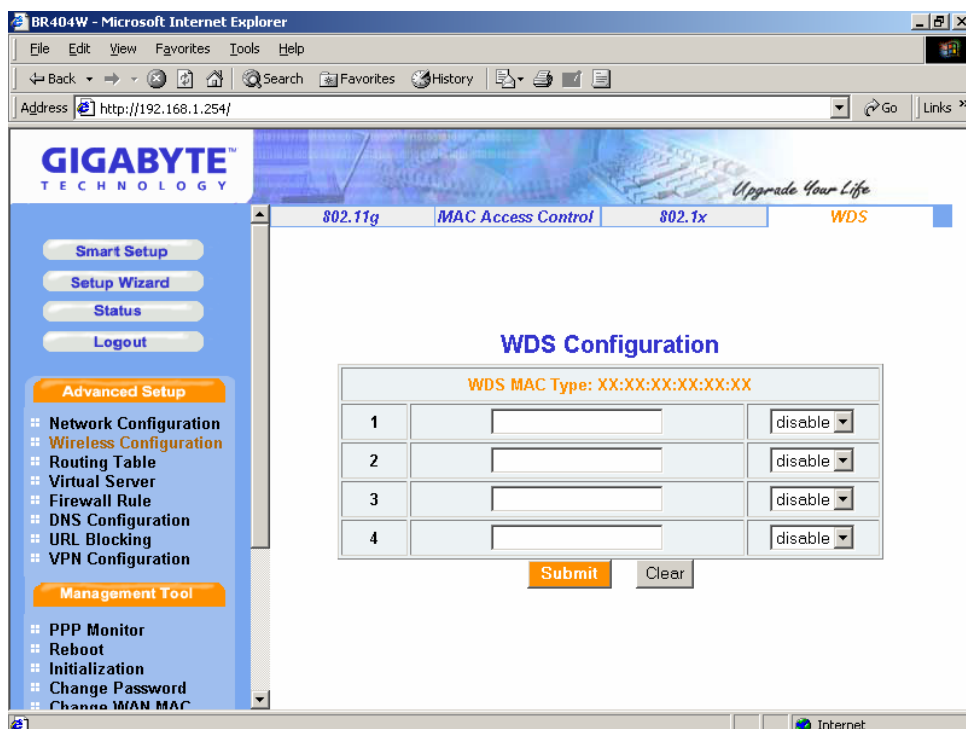 BR404W - Microsoft Internet Explorer
File Edit View Favorites Tools Help
Back Search Favorites History
Address http://192.168.1.254/ Go Links »
GIGABYTE™
TECHNOLOGY
Upgrade Your Life
802.11g MAC Access Control 802.1x WDS
Smart Setup
Setup Wizard
Status
Logout
Advanced Setup
Network Configuration
Wireless Configuration
Routing Table
Virtual Server
Firewall Rule
DNS Configuration
URL Blocking
VPN Configuration
Management Tool
PPP Monitor
Reboot
Initialization
Change Password
Change WAN MAC
WDS Configuration
WDS MAC Type: XX:XX:XX:XX:XX:XX
1 disable
2 disable
3 disable
4 disable
Submit Clear
Internet